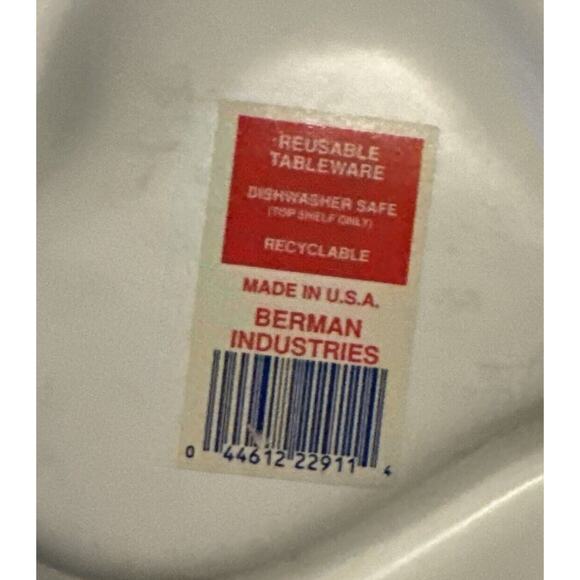 REUSABLE
TABLEWARE
DISHWASHER SAFE
(TOP SHELF ONLY)
RECYCLABLE
MADE IN U.S.A.
BERMAN
INDUSTRIES
0 44612 22911 4